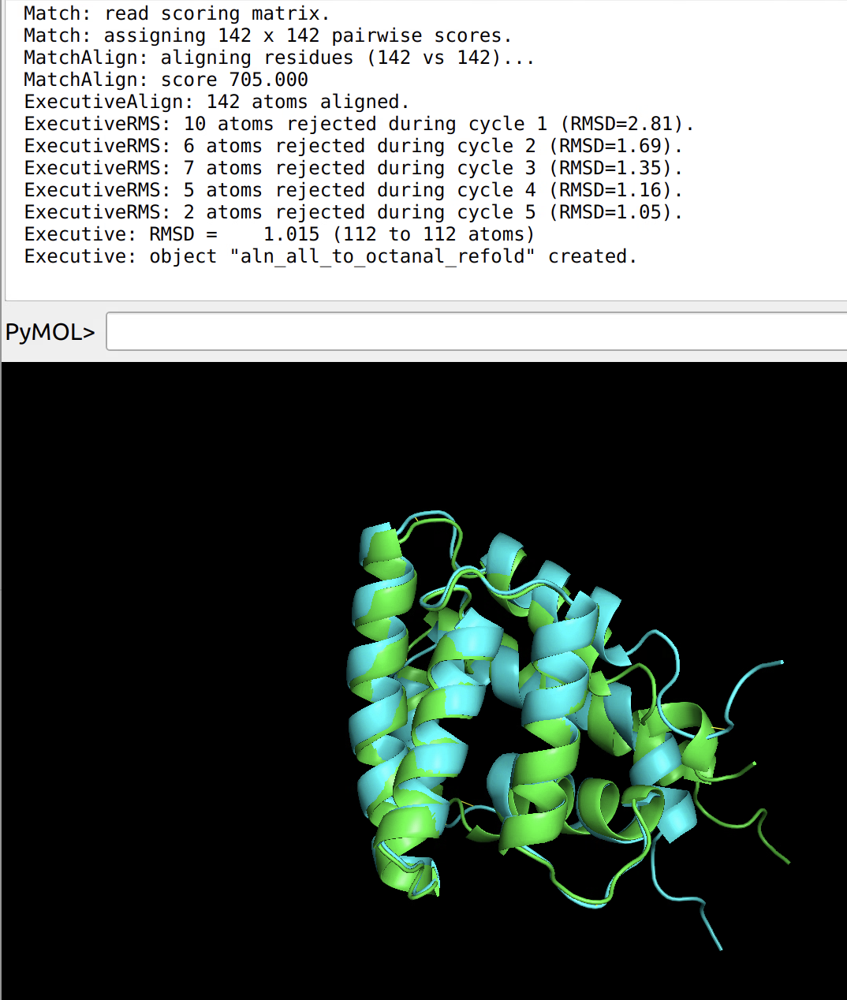 Match: read scoring matrix.
Match: assigning 142 x 142 pairwise scores.
MatchAlign: aligning residues (142 vs 142)...
MatchAlign: score 705.000
ExecutiveAlign: 142 atoms aligned.
ExecutiveRMS: 10 atoms rejected during cycle 1 (RMSD=2.81).
ExecutiveRMS: 6 atoms rejected during cycle 2 (RMSD=1.69).
ExecutiveRMS: 7 atoms rejected during cycle 3 (RMSD=1.35).
ExecutiveRMS: 5 atoms rejected during cycle 4 (RMSD=1.16).
ExecutiveRMS: 2 atoms rejected during cycle 5 (RMSD=1.05).
Executive: RMSD =    1.015 (112 to 112 atoms)
Executive: object "aln_all_to_octanal_refold" created.
PyMOL>